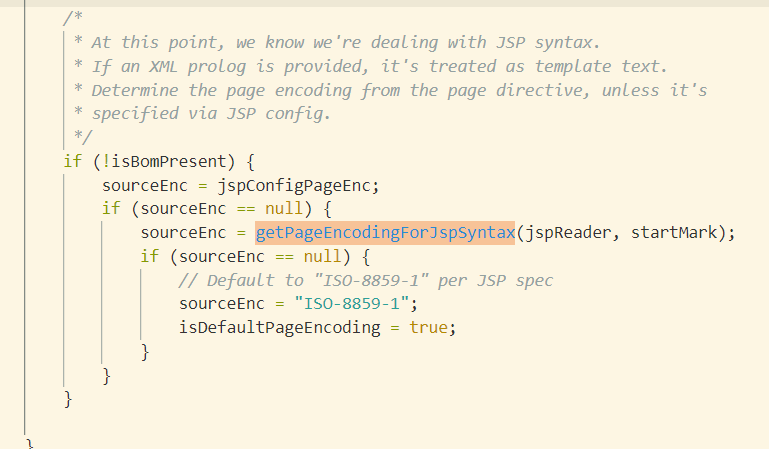 /*
* At this point, we know we're dealing with JSP syntax.
* If an XML prolog is provided, it's treated as template text.
* Determine the page encoding from the page directive, unless it's
* specified via JSP config.
*/
if (!isBomPresent) {
sourceEnc = jspConfigPageEnc;
if (sourceEnc == null) {
sourceEnc = getPageEncodingForJspSyntax(jspReader, startMark);
if (sourceEnc == null) {
// Default to "ISO-8859-1" per JSP spec
sourceEnc = "ISO-8859-1";
isDefaultPageEncoding = true;
}
}
}
}